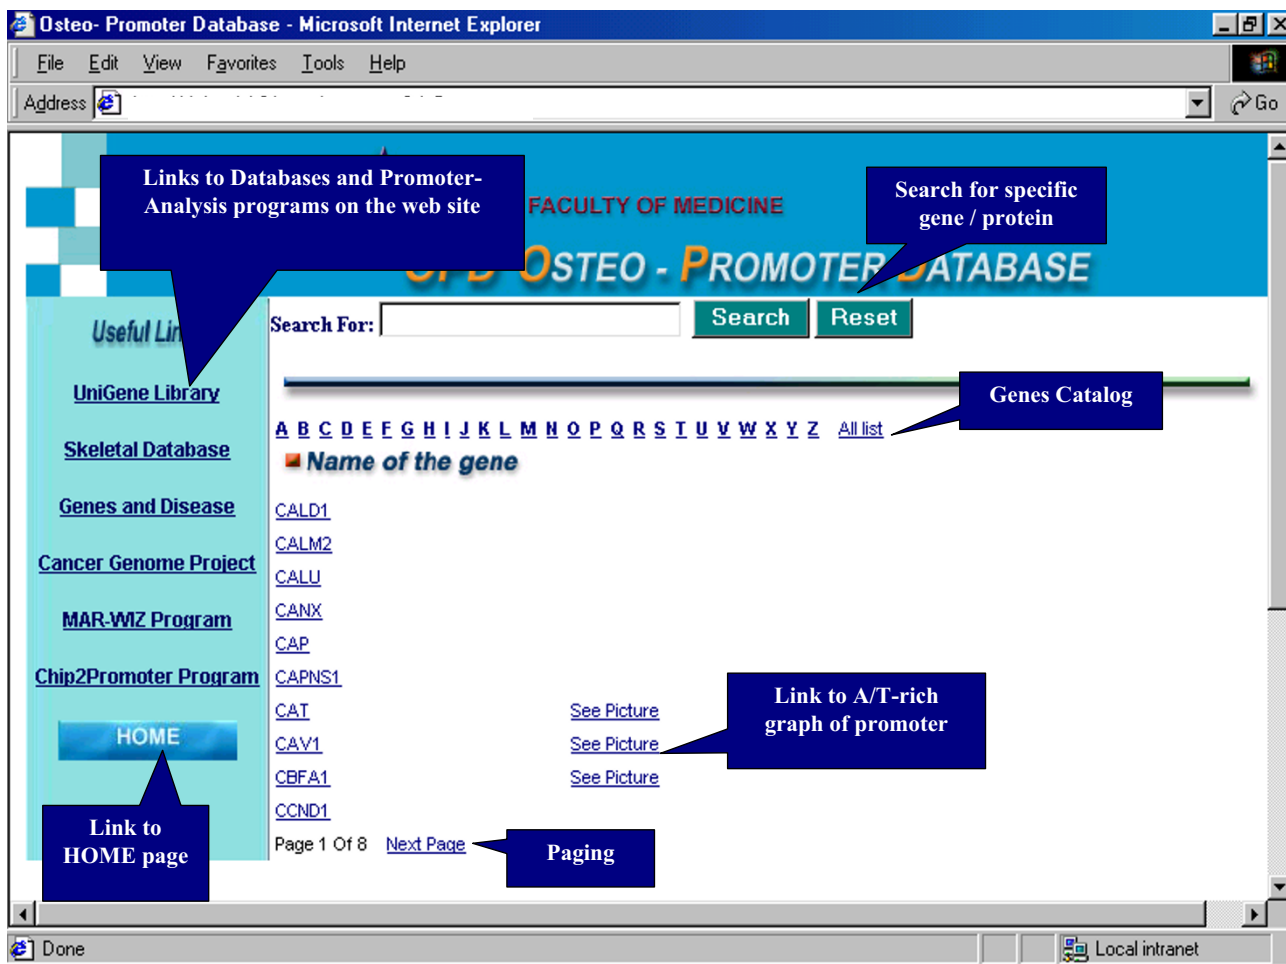 Osteo- Promoter Database - Microsoft Internet Explorer
File Edit View Favorites Tools Help
Address Go
Links to Databases and Promoter-
Analysis programs on the web site
FACULTY OF MEDICINE
Search for specific
gene / protein
OPD OSTEO - PROMOTER DATABASE
Useful
Search For: Search Reset
UniGene Library
Genes Catalog
A B C D E F G H I J K L M N O P Q R S T U V W X Y Z All list
Skeletal Database
Name of the gene
Genes and Disease
CALD1
CALM2
Cancer Genome Project
CALU
CANX
MAR-WIZ Program
CAP
Chip2Promoter Program
CAPNS1
Link to A/T-rich
graph of promoter
CAT See Picture
HOME
CAV1 See Picture
CBFA1 See Picture
CCND1
Link to
HOME page
Page 1 Of 8 Next Page
Paging
Done
Local intranet